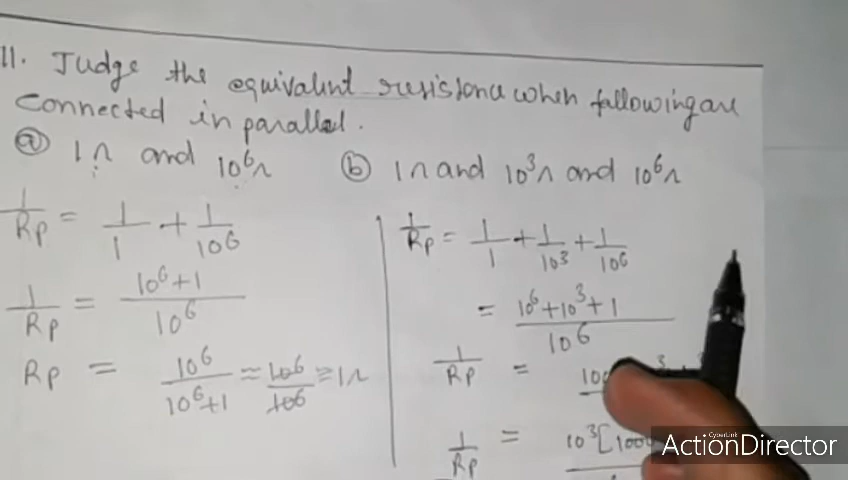 11. Judge the equivalent resistance when following are
connected in parallel.
ⓐ 1Ω and 10⁶Ω
1/Rp = 1/1 + 1/10⁶
1/Rp = (10⁶+1)/10⁶
Rp = 10⁶/(10⁶+1) ≈ 10⁶/10⁶ ≅ 1Ω
ⓑ 1Ω and 10³Ω and 10⁶Ω
1/Rp = 1/1 + 1/10³ + 1/10⁶
= (10⁶+10³+1)/10⁶
1/Rp =
1/Rp = 10³[100
CyberLink
ActionDirector